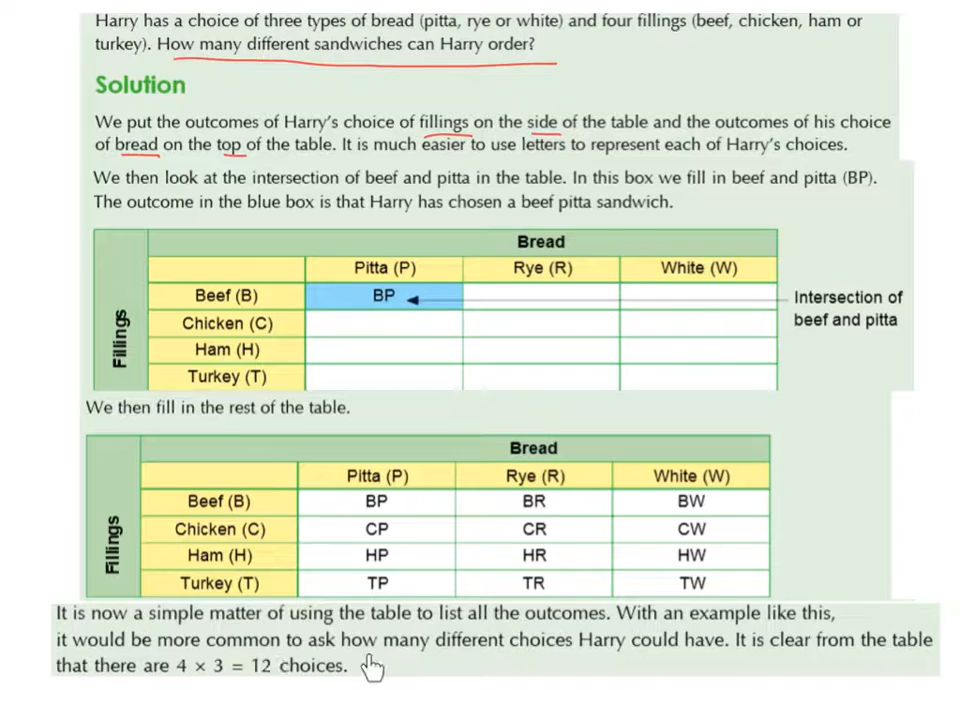 Harry has a choice of three types of bread (pitta, rye or white) and four fillings (beef, chicken, ham or
turkey). How many different sandwiches can Harry order?
Solution
We put the outcomes of Harry's choice of fillings on the side of the table and the outcomes of his choice
of bread on the top of the table. It is much easier to use letters to represent each of Harry's choices.
We then look at the intersection of beef and pitta in the table. In this box we fill in beef and pitta (BP).
The outcome in the blue box is that Harry has chosen a beef pitta sandwich.
Bread
Pitta (P) Rye (R) White (W)
Fillings
Beef (B) BP
Intersection of
beef and pitta
Chicken (C)
Ham (H)
Turkey (T)
We then fill in the rest of the table.
Bread
Pitta (P) Rye (R) White (W)
Fillings
Beef (B) BP BR BW
Chicken (C) CP CR CW
Ham (H) HP HR HW
Turkey (T) TP TR TW
It is now a simple matter of using the table to list all the outcomes. With an example like this,
it would be more common to ask how many different choices Harry could have. It is clear from the table
that there are 4 × 3 = 12 choices.